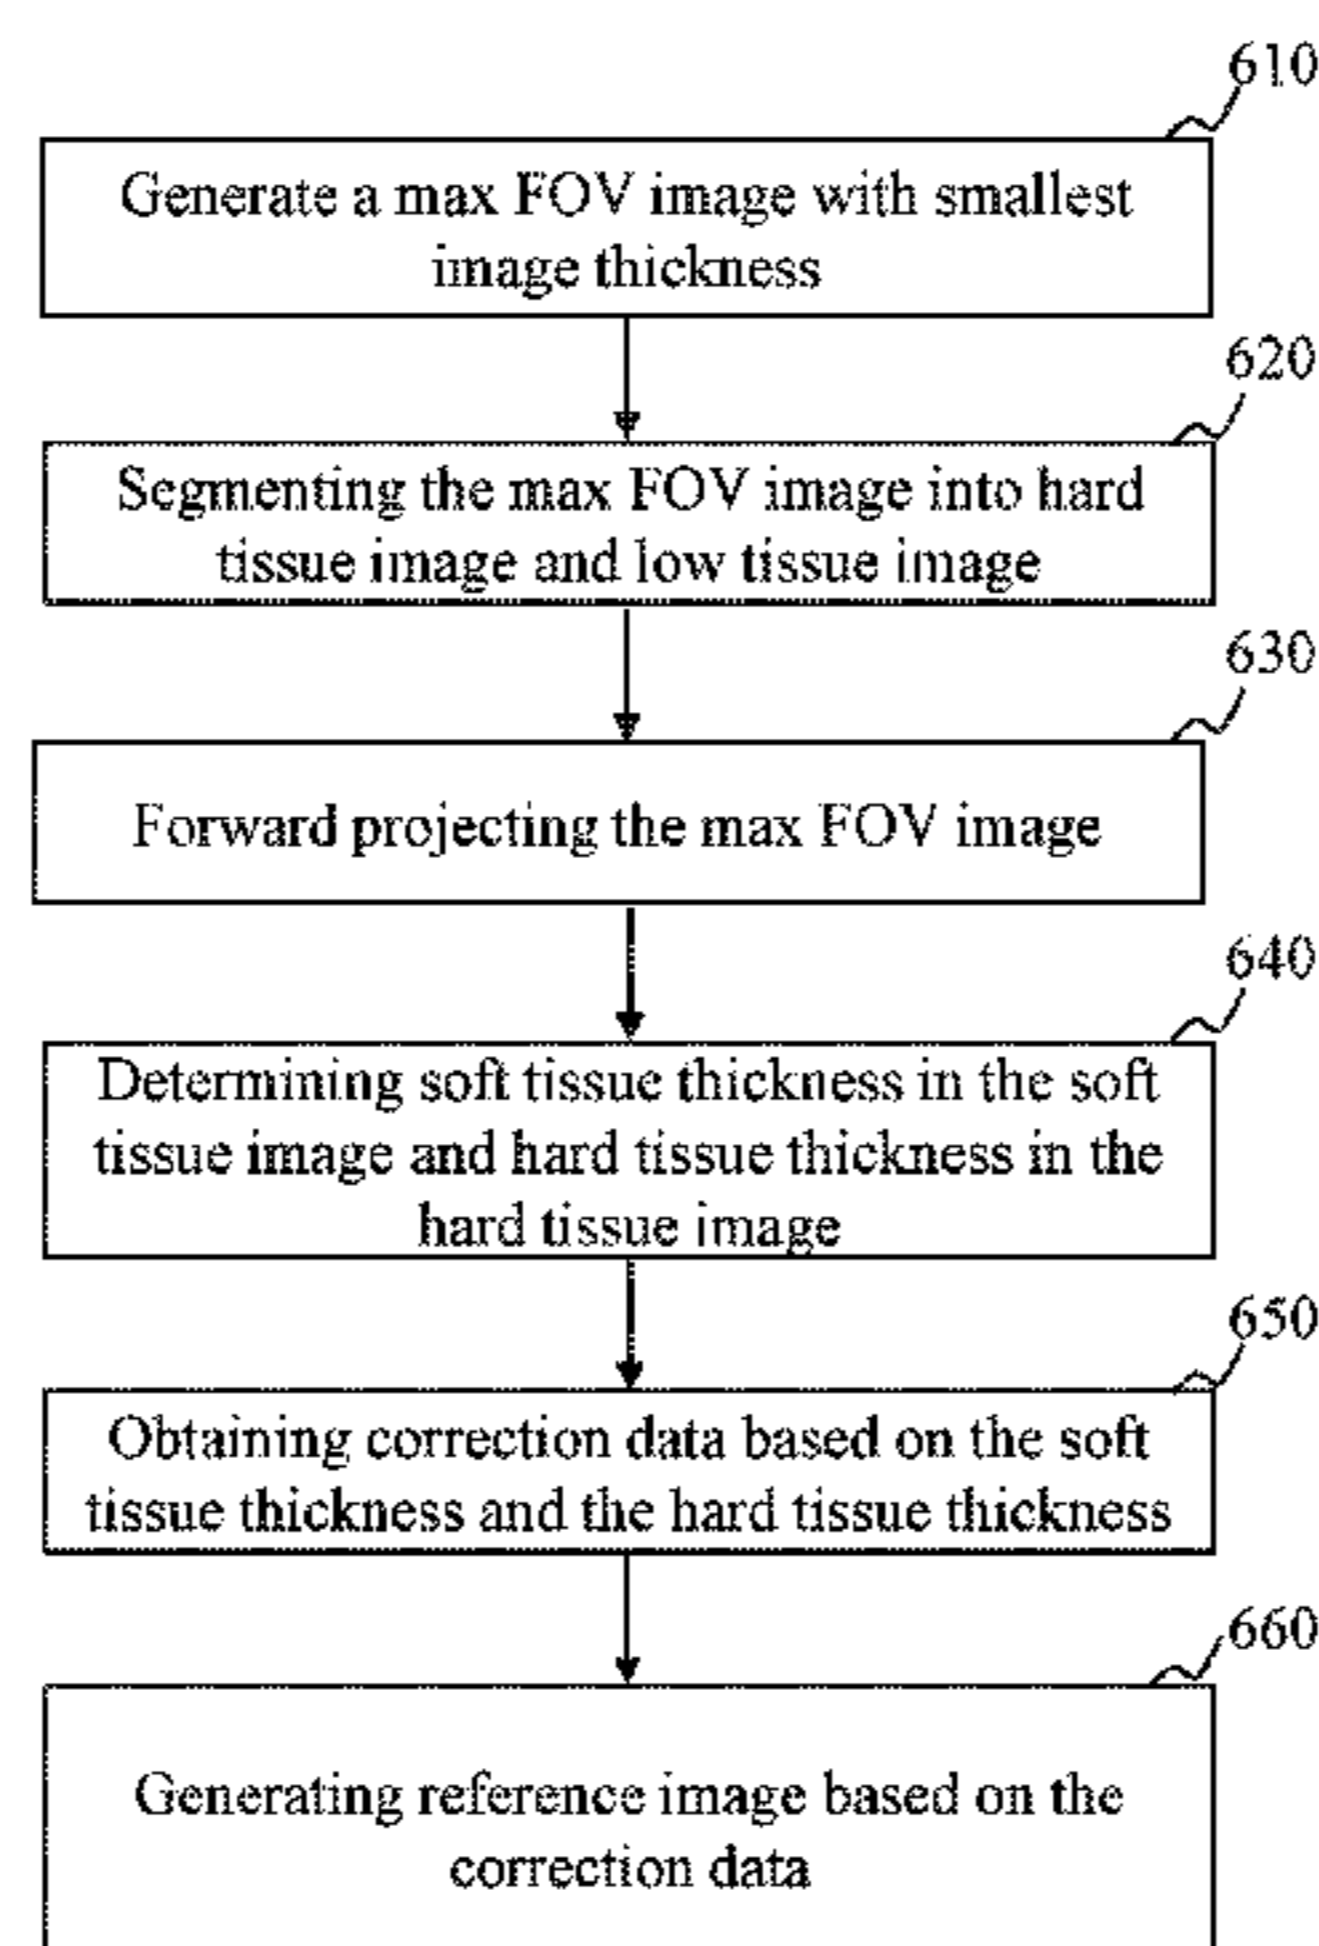 610
Generate a max FOV image with smallest
image thickness
620
Segmenting the max FOV image into hard
tissue image and low tissue image
630
Forward projecting the max FOV image
640
Determining soft tissue thickness in the soft
tissue image and hard tissue thickness in the
hard tissue image
650
Obtaining correction data based on the soft
tissue thickness and the hard tissue thickness
660
Generating reference image based on the
correction data